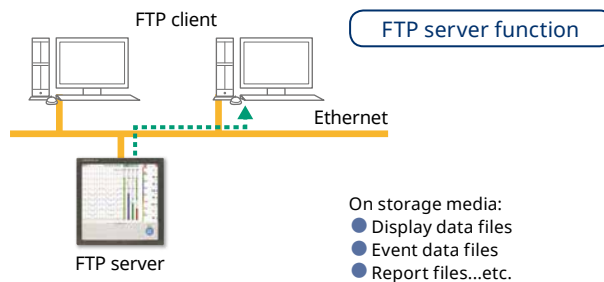 FTP client
FTP server function
Ethernet
FTP server
On storage media:
Display data files
Event data files
Report files...etc.